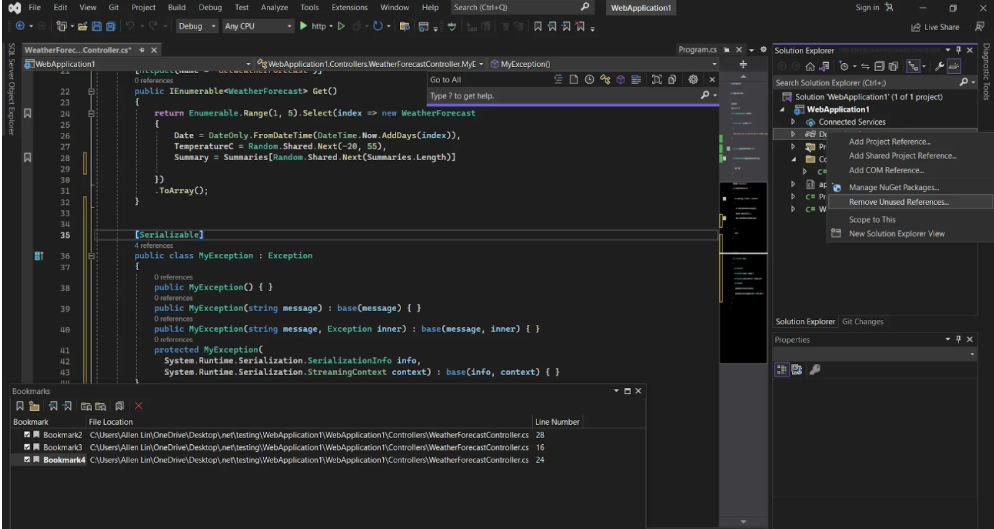 File Edit View Git Project Build Debug Test Analyze Tools Extensions Window Help Search (Ctrl+Q) WebApplication1 Sign in
Debug Any CPU http Live Share
SQL Server Object Explorer
WeatherForec...Controller.cs* Program.cs
WebApplication1 WebApplication1.Controllers.WeatherForecastController.MyE MyException()
Go to All
Type ? to get help.
0 references
22 public IEnumerable<WeatherForecast> Get()
23 {
24 return Enumerable.Range(1, 5).Select(index => new WeatherForecast
25 {
26 Date = DateOnly.FromDateTime(DateTime.Now.AddDays(index)),
27 TemperatureC = Random.Shared.Next(-20, 55),
28 Summary = Summaries[Random.Shared.Next(Summaries.Length)]
29
30 })
31 .ToArray();
32 }
33
34
35 [Serializable]
4 references
36 public class MyException : Exception
37 {
0 references
38 public MyException() { }
0 references
39 public MyException(string message) : base(message) { }
0 references
40 public MyException(string message, Exception inner) : base(message, inner) { }
0 references
41 protected MyException(
42 System.Runtime.Serialization.SerializationInfo info,
43 System.Runtime.Serialization.StreamingContext context) : base(info, context) { }
Bookmarks
Bookmark File Location Line Number
Bookmark2 C:\Users\Allen Lin\OneDrive\Desktop\.net\testing\WebApplication1\WebApplication1\Controllers\WeatherForecastController.cs 28
Bookmark3 C:\Users\Allen Lin\OneDrive\Desktop\.net\testing\WebApplication1\WebApplication1\Controllers\WeatherForecastController.cs 16
Bookmark4 C:\Users\Allen Lin\OneDrive\Desktop\.net\testing\WebApplication1\WebApplication1\Controllers\WeatherForecastController.cs 24
Solution Explorer
Search Solution Explorer (Ctrl+;)
Solution 'WebApplication1' (1 of 1 project)
WebApplication1
Connected Services
De
Pr
Co
C#
ap
C# Pr
C# W
Add Project Reference...
Add Shared Project Reference...
Add COM Reference...
Manage NuGet Packages...
Remove Unused References...
Scope to This
New Solution Explorer View
Solution Explorer Git Changes
Properties
Diagnostic Tools